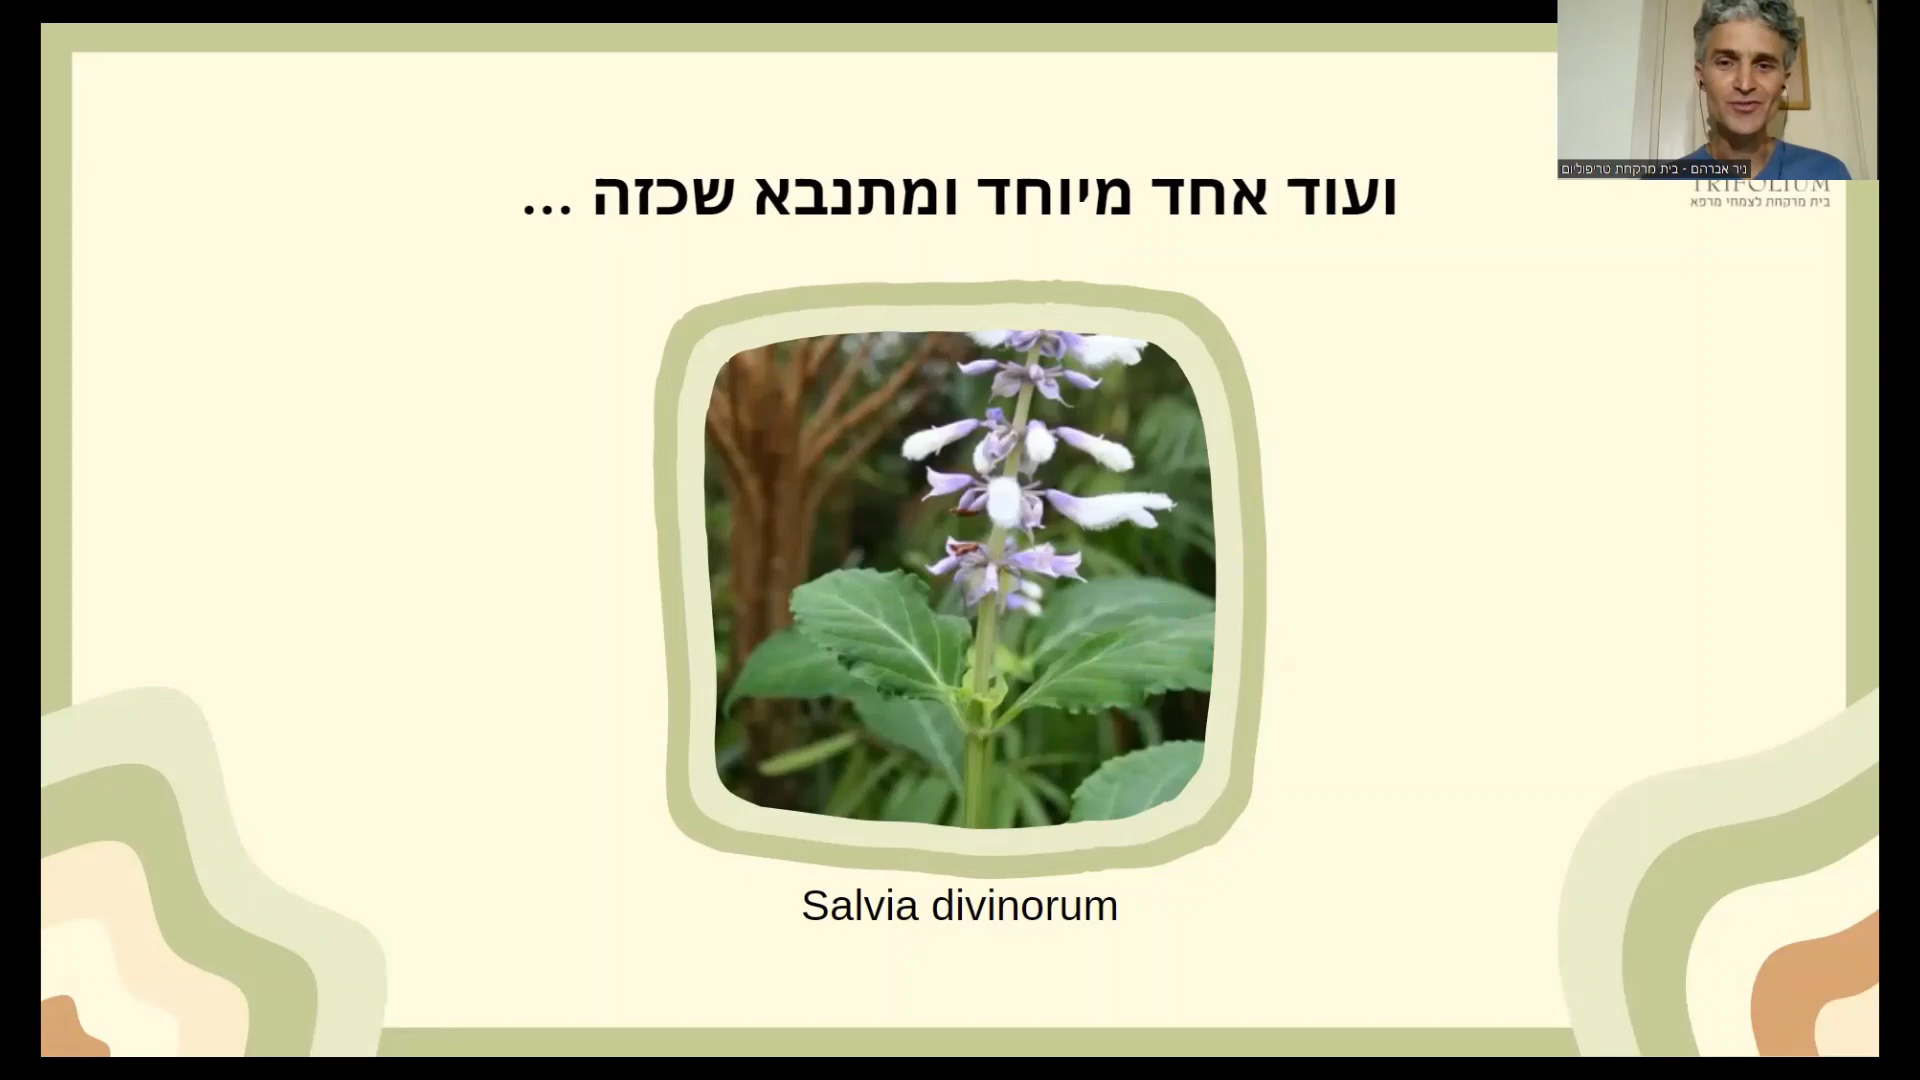 ניר אברהם - בית מרקחת טריפוליום
TRIFOLIUM
בית מרקחת לצמחי מרפא
ועוד אחד מיוחד ומתנבא שכזה ...
Salvia divinorum